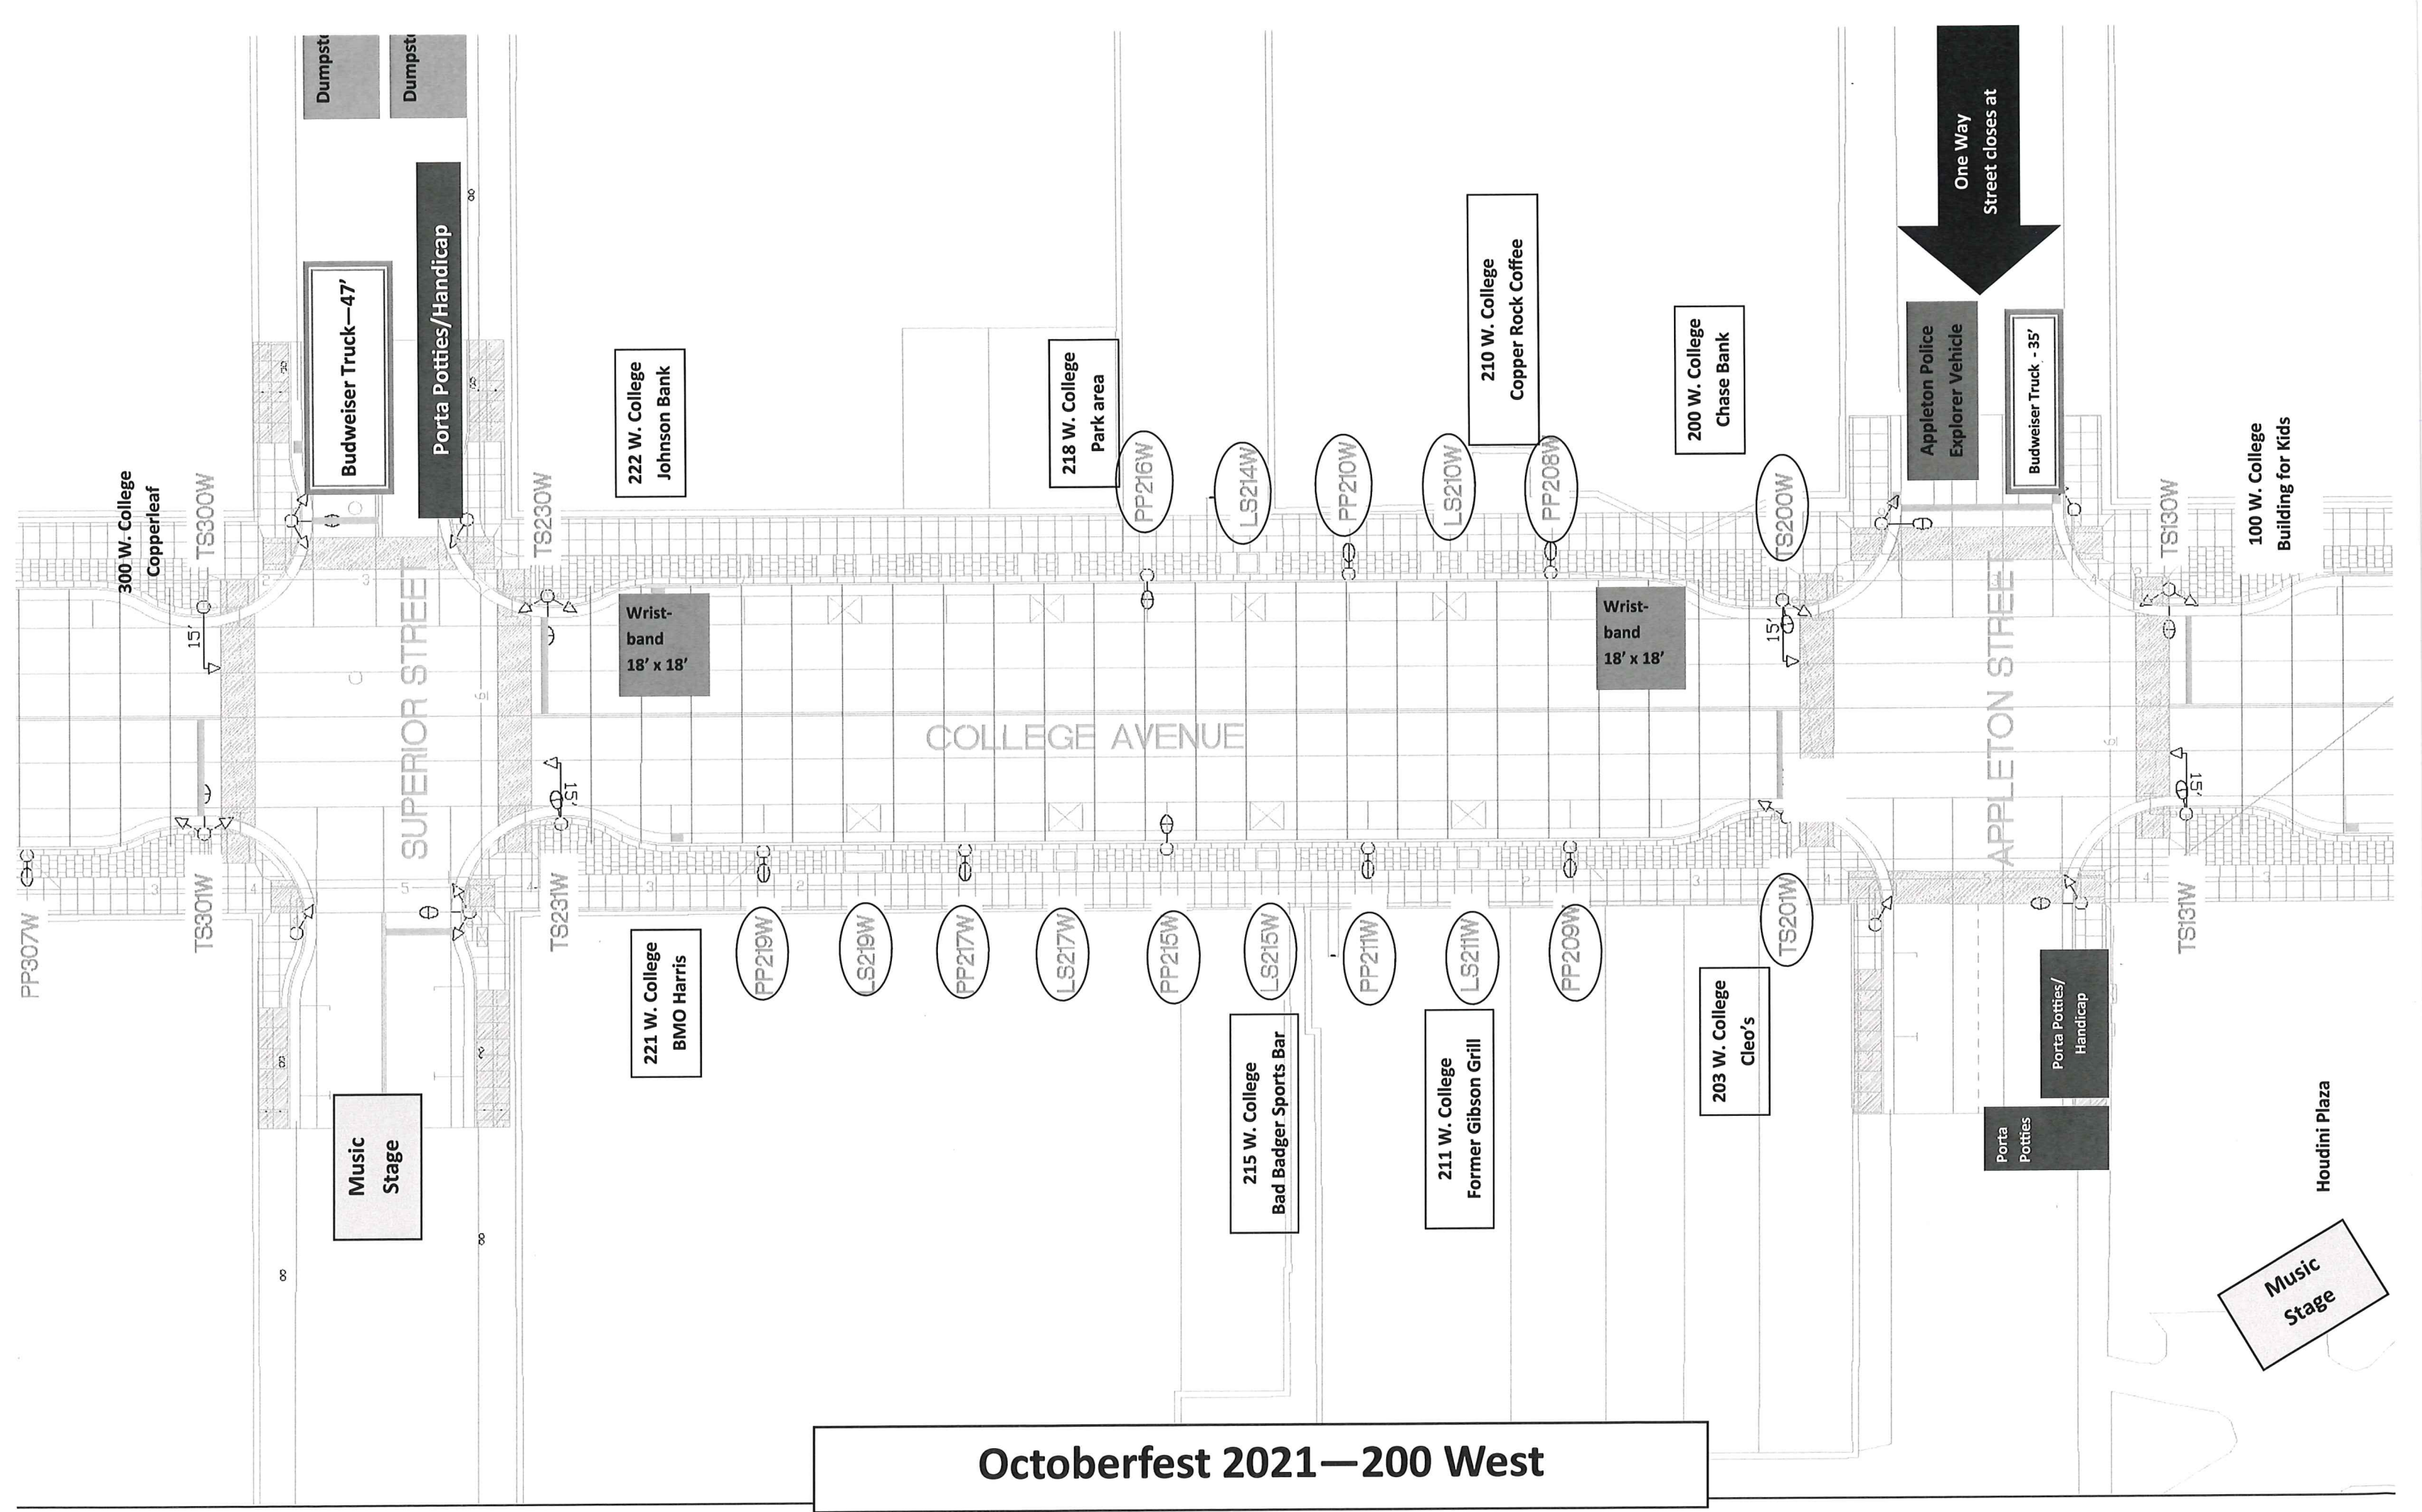 Dumpst
Dumpst
One Way
Street closes at
Budweiser Truck—47’
Porta Potties/Handicap
Appleton Police
Explorer Vehicle
Budweiser Truck - 35’
300 W. College
Copperleaf
TS300W
TS230W
222 W. College
Johnson Bank
218 W. College
Park area
PP216W
LS214W
PP210W
LS210W
210 W. College
Copper Rock Coffee
PP208W
200 W. College
Chase Bank
TS200W
TS130W
100 W. College
Building for Kids
15’
Wrist-
band
18’ x 18’
Wrist-
band
18’ x 18’
15’
SUPERIOR STREET
COLLEGE AVENUE
APPLETON STREET
15’
15’
PP307W
TS301W
TS231W
221 W. College
BMO Harris
PP219W
LS219W
PP217W
LS217W
PP215W
LS215W
PP211W
LS211W
PP209W
TS201W
TS131W
215 W. College
Bad Badger Sports Bar
211 W. College
Former Gibson Grill
203 W. College
Cleo’s
Porta Potties/
Handicap
Porta
Potties
Music
Stage
Houdini Plaza
Music
Stage
Octoberfest 2021—200 West